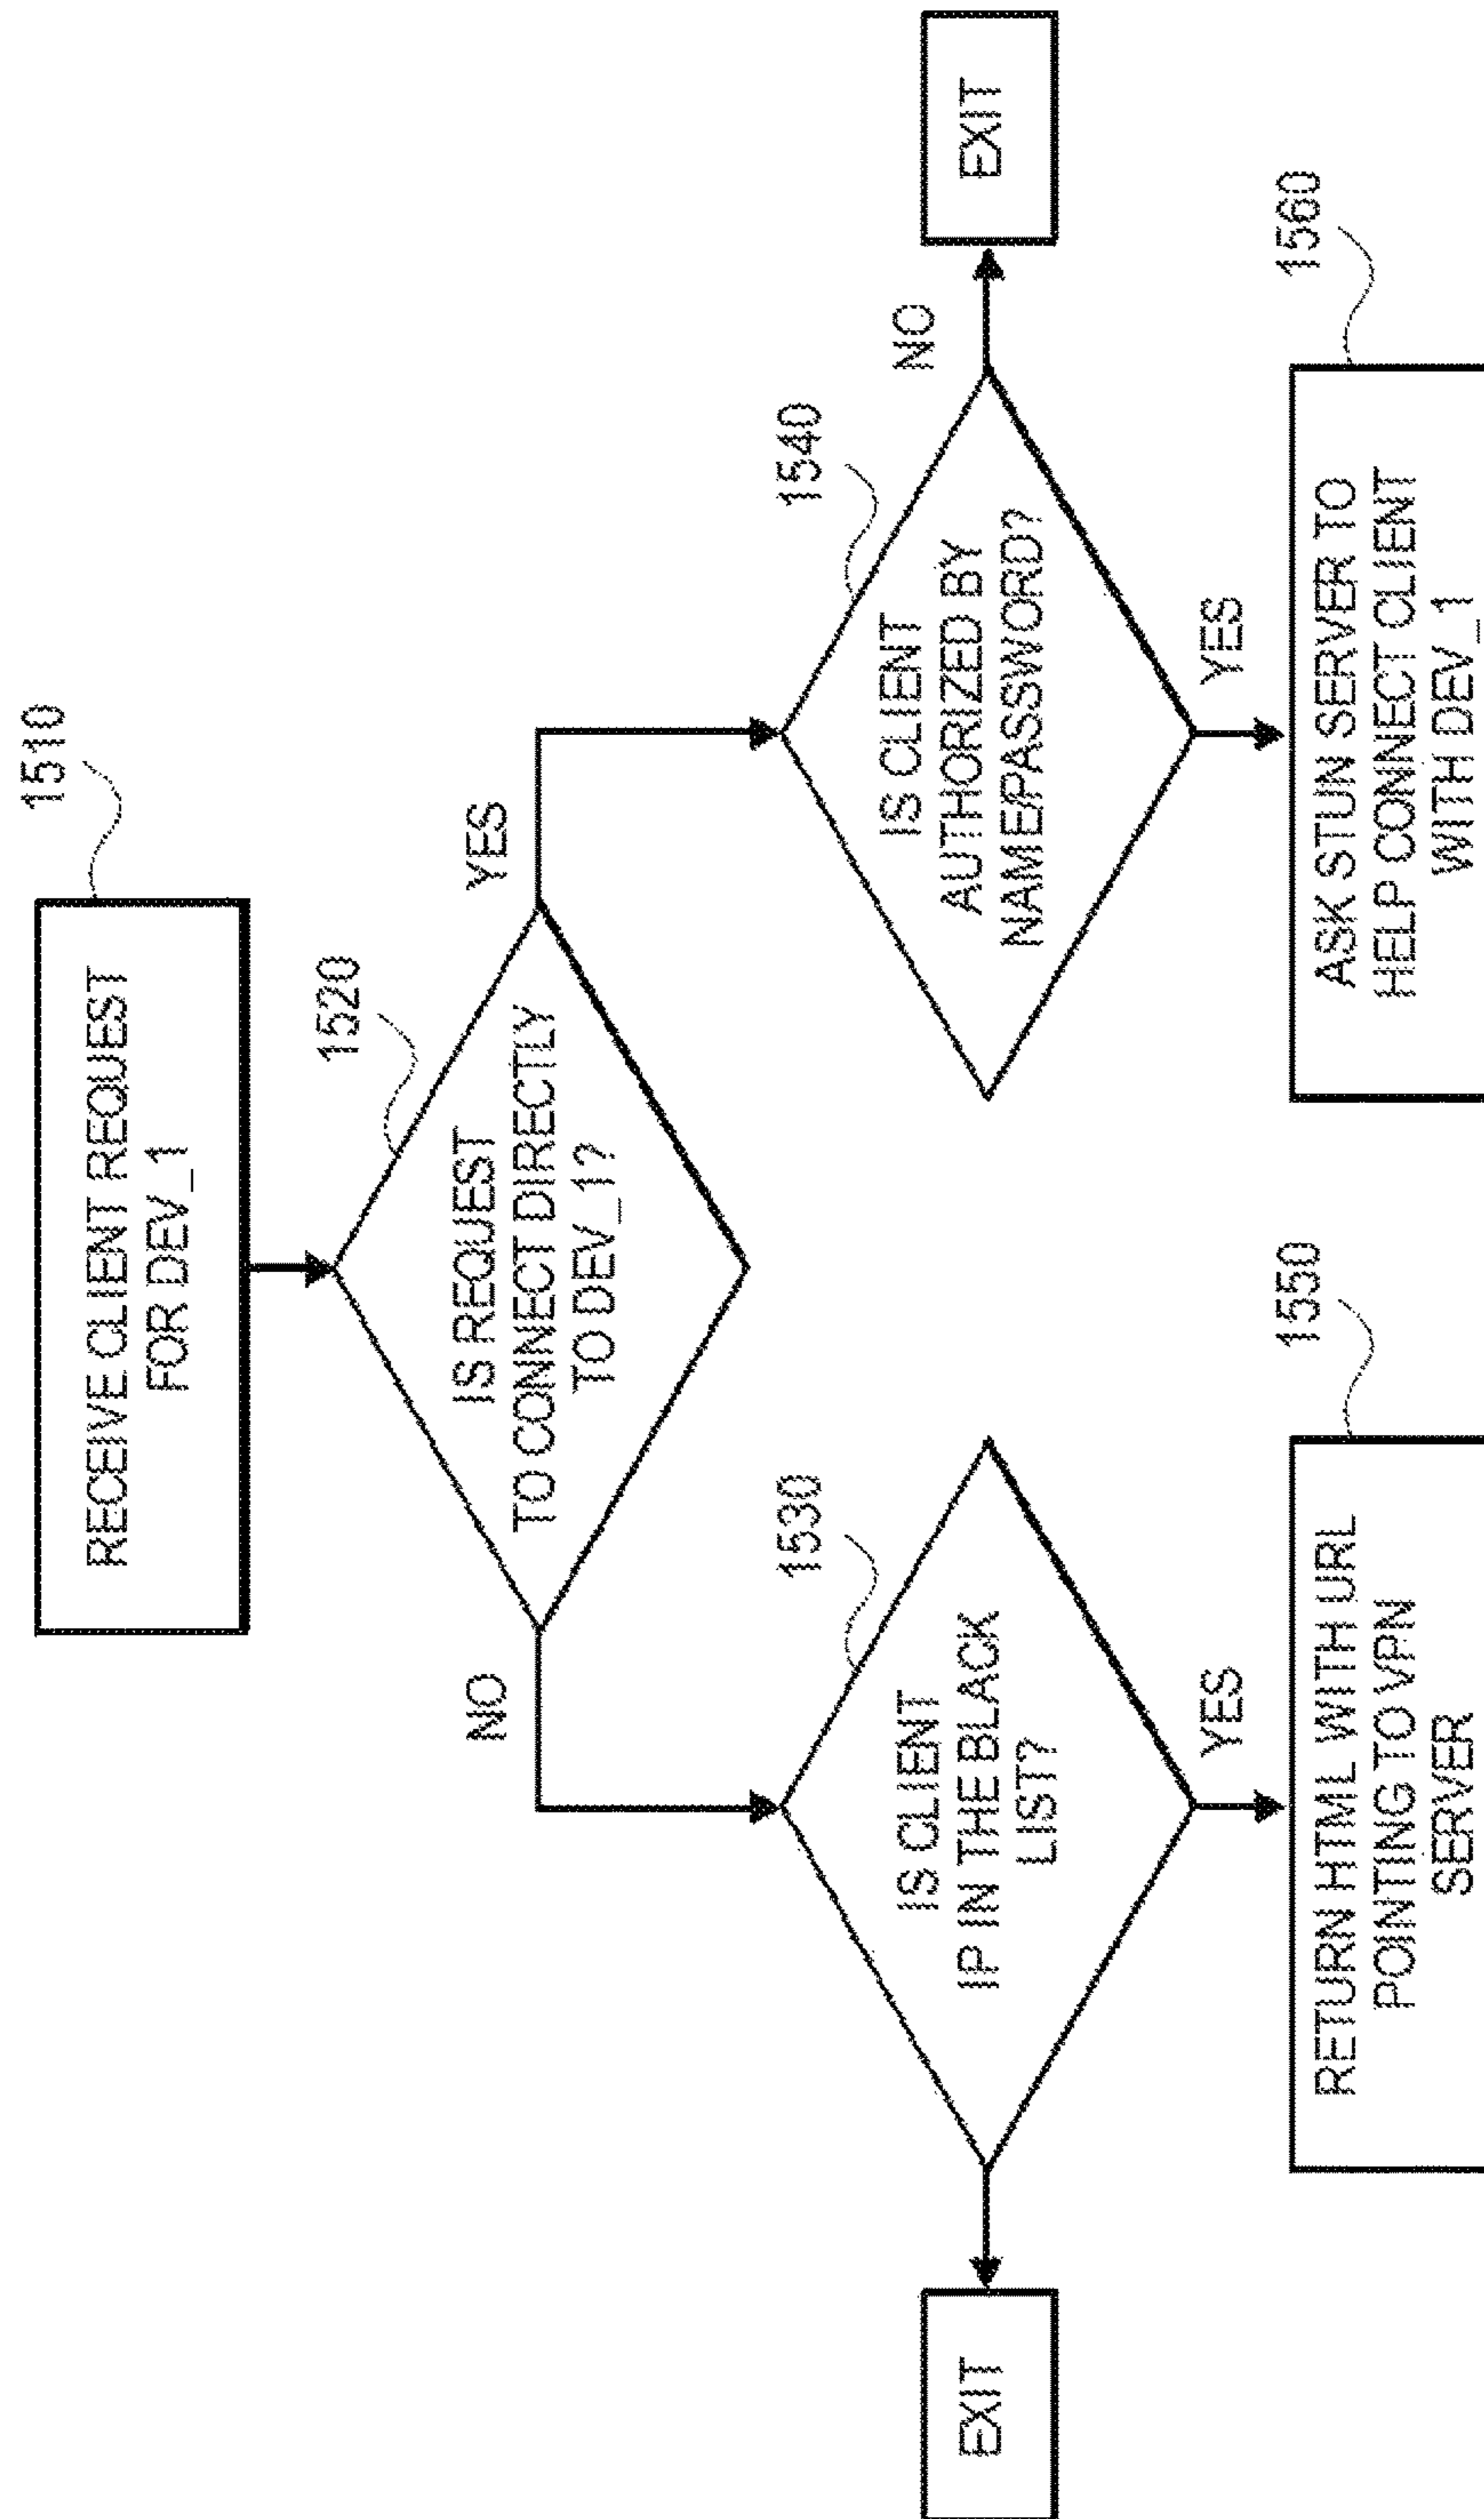 1510
RECEIVE CLIENT REQUEST
FOR DEV_1
1520
IS REQUEST
TO CONNECT DIRECTLY
TO DEV_1?
NO
YES
1530
IS CLIENT
IP IN THE BLACK
LIST?
EXIT
YES
1540
IS CLIENT
AUTHORIZED BY
NAME/PASSWORD?
NO
EXIT
YES
1550
RETURN HTML WITH URL
POINTING TO VPN
SERVER
1560
ASK STUN SERVER TO
HELP CONNECT CLIENT
WITH DEV_1